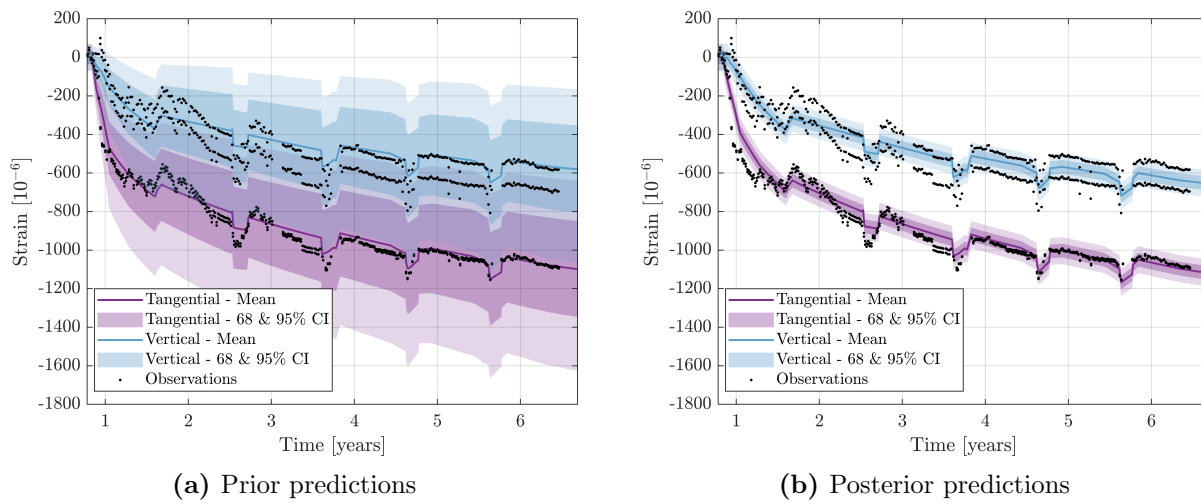 200
0
-200
-400
-600
-800
-1000
-1200
-1400
-1600
-1800
Strain [10⁻⁶]
Tangential - Mean
Tangential - 68 & 95% CI
Vertical - Mean
Vertical - 68 & 95% CI
Observations
1 2 3 4 5 6
Time [years]
(a) Prior predictions
200
0
-200
-400
-600
-800
-1000
-1200
-1400
-1600
-1800
Strain [10⁻⁶]
Tangential - Mean
Tangential - 68 & 95% CI
Vertical - Mean
Vertical - 68 & 95% CI
Observations
1 2 3 4 5 6
Time [years]
(b) Posterior predictions